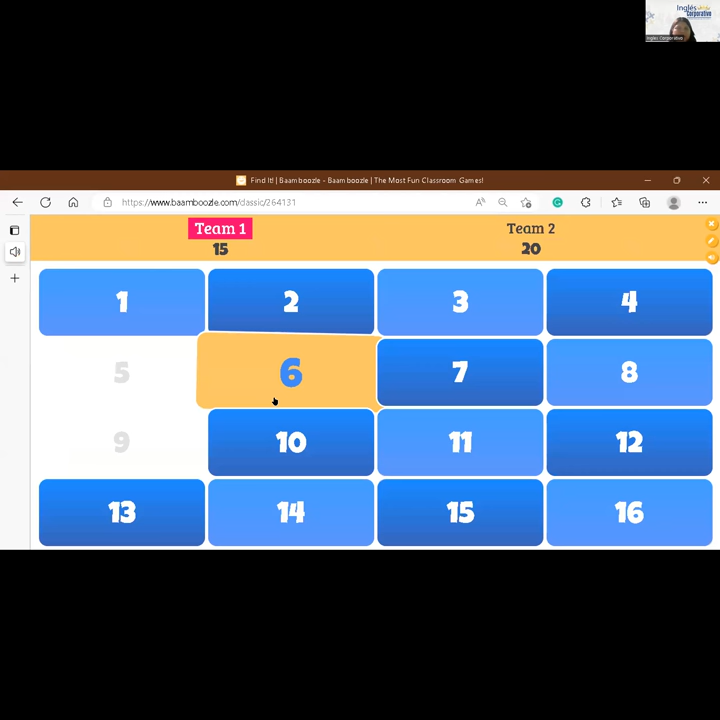 Inglés
Corporativo
Inglés Corporativo
Find It! | Baamboozle - Baamboozle | The Most Fun Classroom Games!
https://www.baamboozle.com/classic/264131
Team 1
Team 2
15
20
1
2
3
4
5
6
7
8
9
10
11
12
13
14
15
16